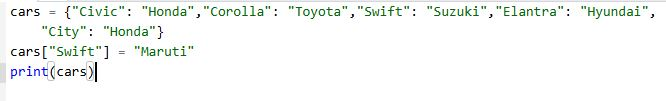 cars = {"Civic": "Honda","Corolla": "Toyota","Swift": "Suzuki","Elantra": "Hyundai",
    "City": "Honda"}
cars["Swift"] = "Maruti"
print(cars)